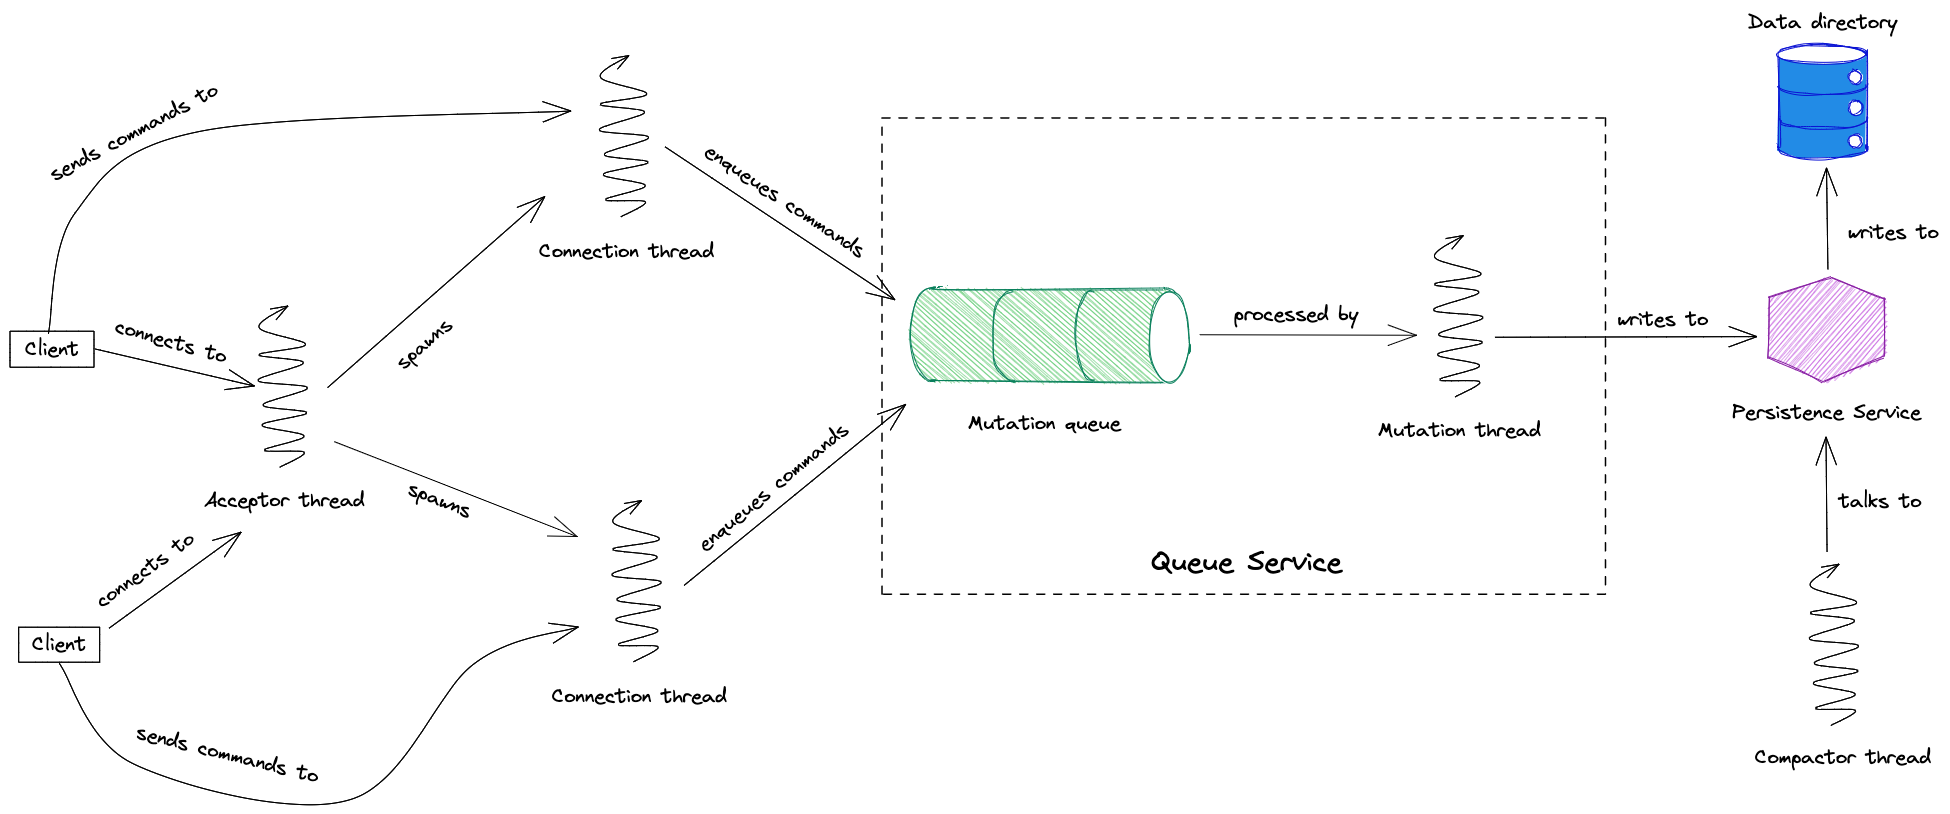 Data directory
sends commands to
enqueues commands
writes to
Connection thread
connects to
Client
spawns
processed by
writes to
Mutation queue
Mutation thread
Persistence Service
Acceptor thread
spawns
enqueues commands
talks to
connects to
Queue Service
Client
Connection thread
sends commands to
Compactor thread